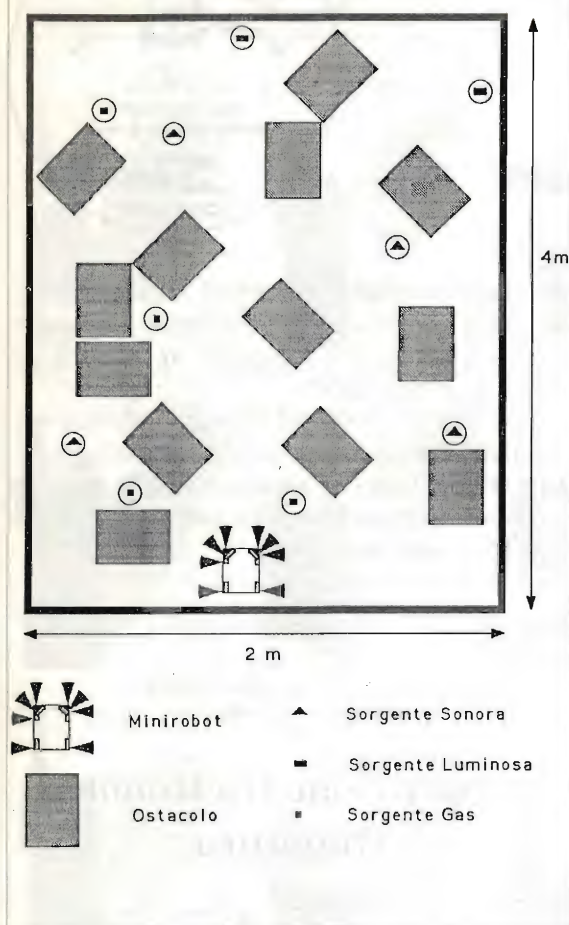 4m
2 m
Minirobot
Sorgente Sonora
Sorgente Luminosa
Ostacolo
Sorgente Gas